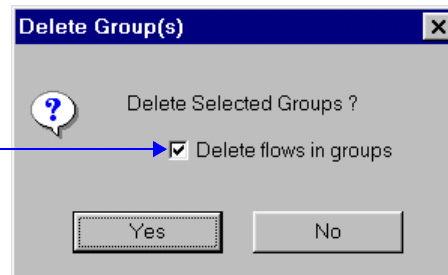 Delete Group(s)
Delete Selected Groups ?
Delete flows in groups
Yes
No